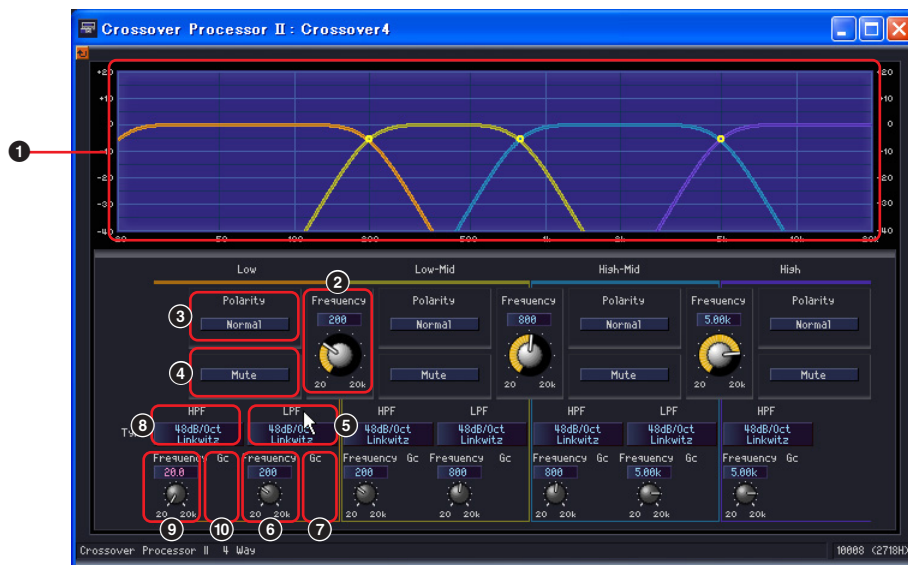 Crossover Processor II : Crossover4
+20 +20
+10 +10
0 0
-10 -10
-20 -20
-30 -30
-40 -40
20 50 100 200 500 1k 2k 5k 10k 20k
1
Low Low-Mid High-Mid High
2
3 Polarity Frequency Polarity Frequency Polarity Frequency Polarity
Normal 200 Normal 800 Normal 5.00k Normal
4 Mute Mute Mute Mute
20 20k 20 20k 20 20k
HPF LPF HPF LPF HPF LPF HPF
8 5
48dB/Oct 48dB/Oct 48dB/Oct 48dB/Oct 48dB/Oct 48dB/Oct 48dB/Oct
Linkwitz Linkwitz Linkwitz Linkwitz Linkwitz Linkwitz Linkwitz
Frequency Gc Frequency Gc Frequency Gc Frequency Gc Frequency Gc Frequency Gc Frequency Gc
20.0 200 200 800 800 5.00k 5.00k
20 20k 20 20k 20 20k 20 20k 20 20k 20 20k 20 20k
9 10 6 7
Crossover Processor II 4 Way 10008 (2718H)